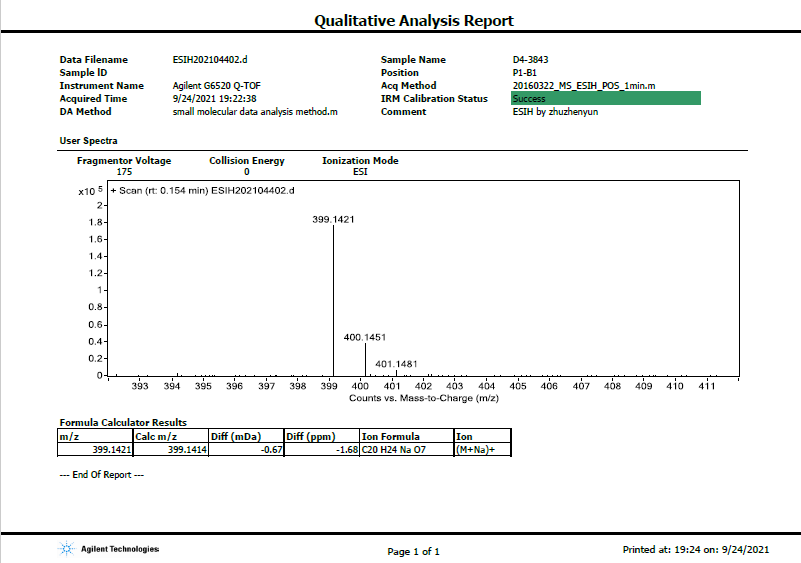 Qualitative Analysis Report
Data Filename ESIH202104402.d Sample Name D4-3843
Sample ID Position P1-B1
Instrument Name Agilent G6520 Q-TOF Acq Method 20160322_MS_ESIH_POS_1min.m
Acquired Time 9/24/2021 19:22:38 IRM Calibration Status Success
DA Method small molecular data analysis method.m Comment ESIH by zhuzhenyun
User Spectra
Fragmentor Voltage Collision Energy Ionization Mode
175 0 ESI
x10 5 + Scan (rt: 0.154 min) ESIH202104402.d
2
1.8
399.1421
1.6
1.4
1.2
1
0.8
0.6
0.4
400.1451
0.2
401.1481
0
393 394 395 396 397 398 399 400 401 402 403 404 405 406 407 408 409 410 411
Counts vs. Mass-to-Charge (m/z)
Formula Calculator Results
m/z Calc m/z Diff (mDa) Diff (ppm) Ion Formula Ion
399.1421 399.1414 -0.67 -1.68 C20 H24 Na O7 (M+Na)+
--- End Of Report ---
Agilent Technologies Page 1 of 1 Printed at: 19:24 on: 9/24/2021